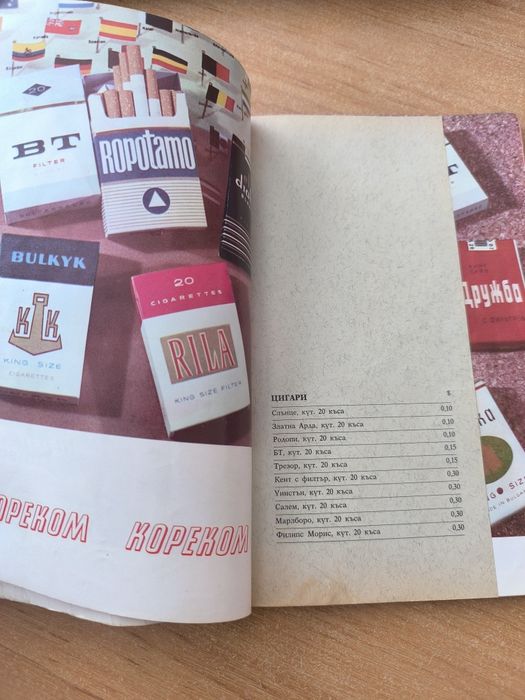 20
BT
FILTER
ROPOTAMO
BULKYK
KK
KING SIZE
CIGARETTES
20
CIGARETTES
RILA
KING SIZE FILTER
ОРЕКОМ
КОРЕКОМ
ЦИГАРИ $
Слънце, кут. 20 къса 0,10
Златна Арда, кут. 20 къса 0,10
Родопи, кут. 20 къса 0,10
БТ, кут. 20 къса 0,15
Трезор, кут. 20 къса 0,15
Кент с филтър, кут. 20 къса 0,30
Уинстън, кут. 20 къса 0,30
Салем, кут. 20 къса 0,30
Марлборо, кут. 20 къса 0,30
Филипс Морис, кут. 20 къса 0,30
BT
Дружба